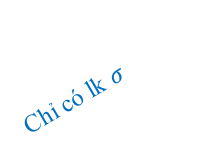 Chỉ có lk σ